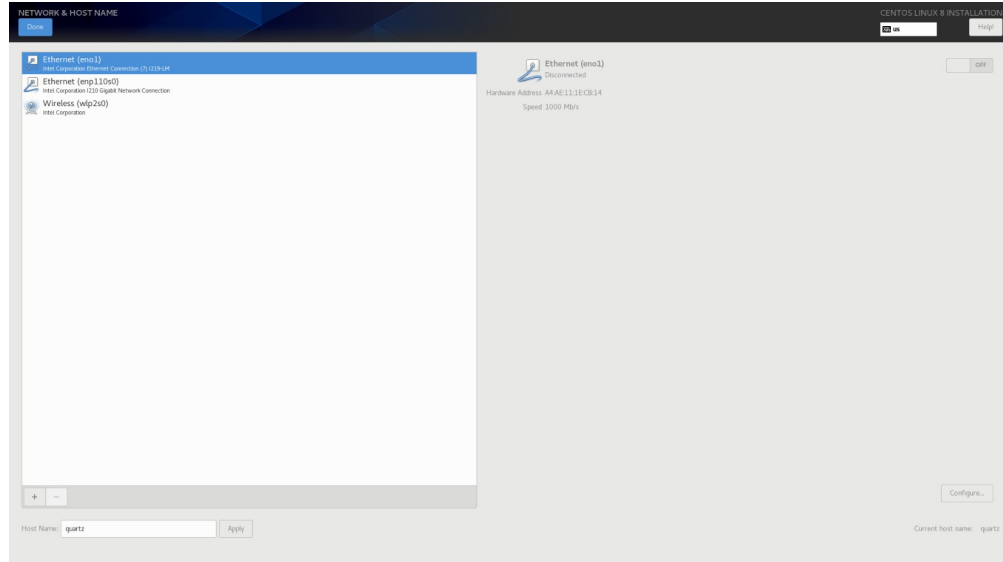 NETWORK & HOST NAME
CENTOS LINUX 8 INSTALLATION
Done
us
Help!
Ethernet (eno1)
Intel Corporation Ethernet Connection (7) I219-LM
Ethernet (enp110s0)
Intel Corporation I210 Gigabit Network Connection
Wireless (wlp2s0)
Intel Corporation
Ethernet (eno1)
Disconnected
OFF
Hardware Address A4:AE:11:1E:CB:14
Speed 1000 Mb/s
+ −
Configure...
Host Name: quartz Apply
Current host name: quartz